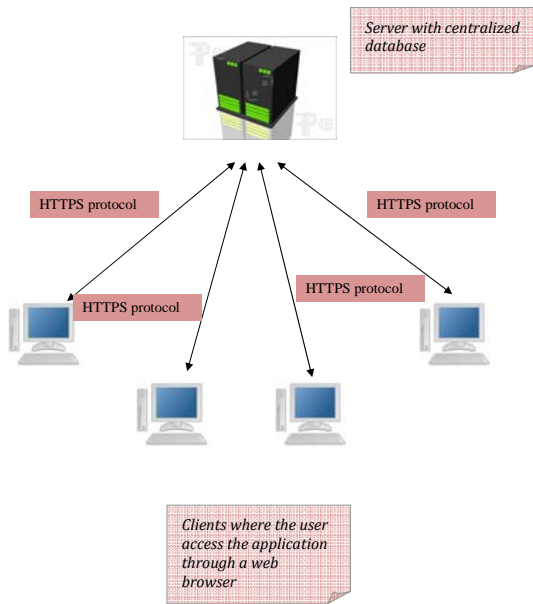 Server with centralized
database
HTTPS protocol
HTTPS protocol
HTTPS protocol
HTTPS protocol
Clients where the user
access the application
through a web
browser